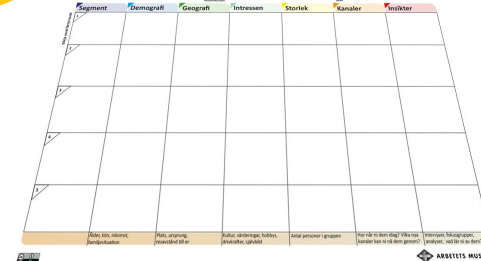 Segment Demografi Geografi Intressen Storlek Kanaler Insikter
1
2
3
4
5
Ålder, kön, inkomst, familjesituation
Plats, ursprung, resavstånd till er
Kultur, värderingar, hobbys, drivkrafter, självbild
Antal personer i gruppen
Hur når ni dem idag? Vilka nya kanaler kan ni nå dem genom?
Intervjuer, fokusgrupper, analyser, vad lär ni av dem?
ARBETETS MUS